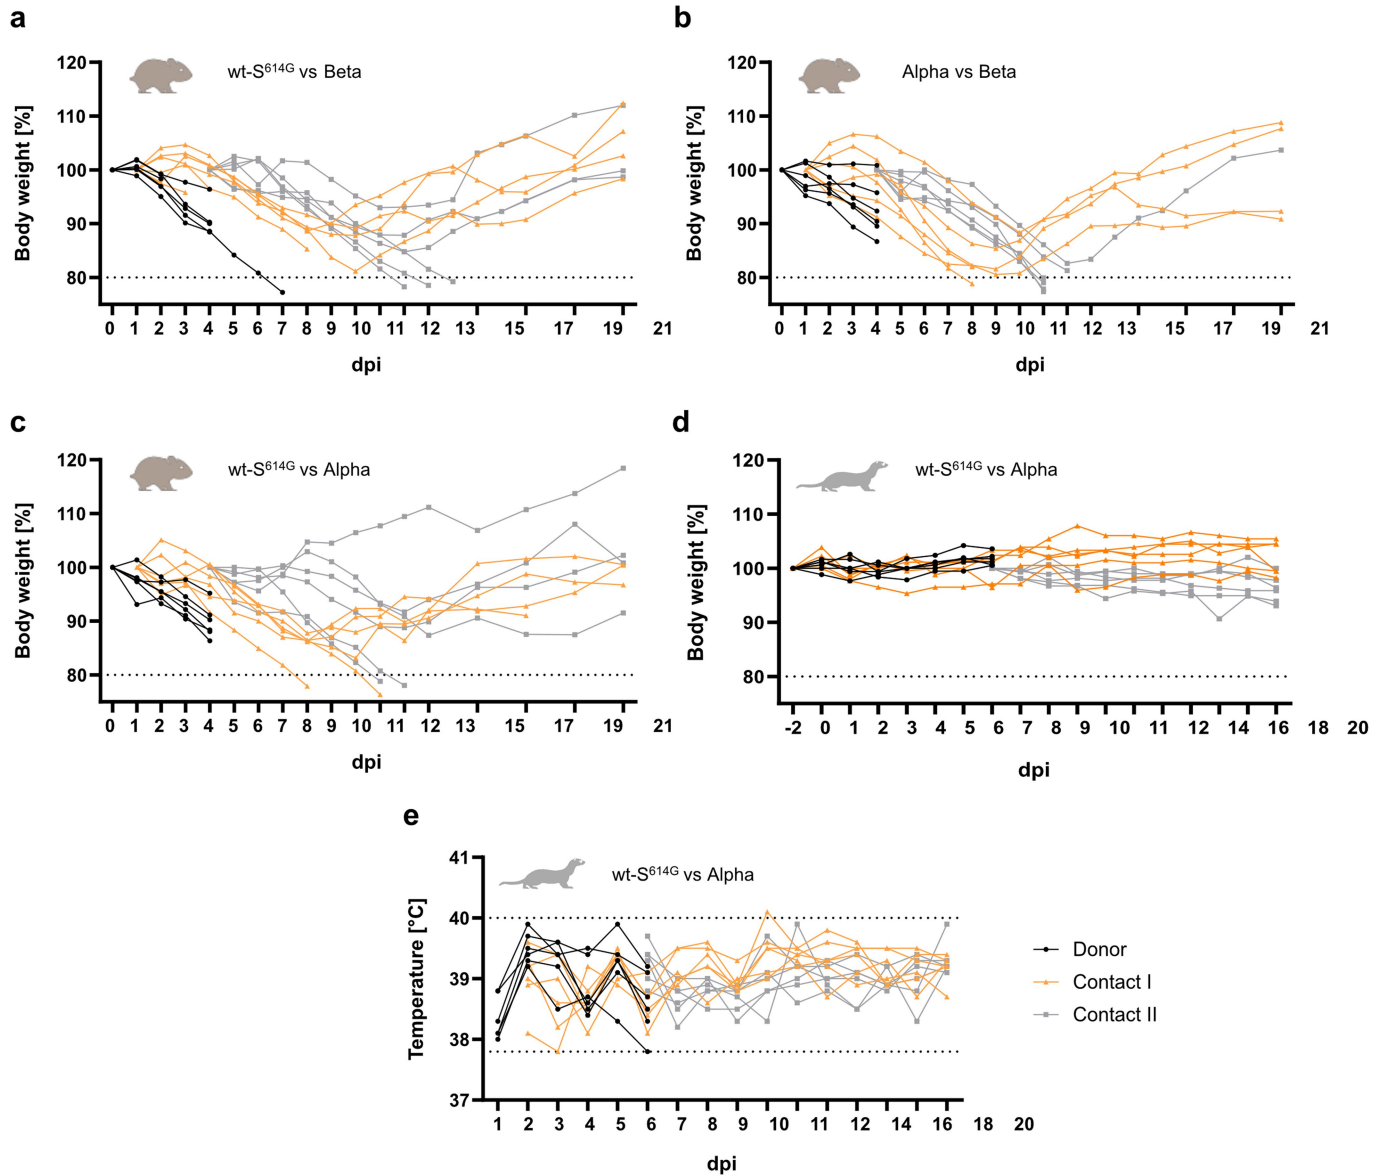 a
wt-S614G vs Beta
Body weight [%]
120
110
100
90
80
0 1 2 3 4 5 6 7 8 9 10 11 12 13 15 17 19 21
dpi
b
Alpha vs Beta
Body weight [%]
120
110
100
90
80
0 1 2 3 4 5 6 7 8 9 10 11 12 13 15 17 19 21
dpi
c
wt-S614G vs Alpha
Body weight [%]
120
110
100
90
80
0 1 2 3 4 5 6 7 8 9 10 11 12 13 15 17 19 21
dpi
d
wt-S614G vs Alpha
Body weight [%]
120
110
100
90
80
-2 0 1 2 3 4 5 6 7 8 9 10 11 12 14 16 18 20
dpi
e
wt-S614G vs Alpha
Temperature [°C]
41
40
39
38
37
1 2 3 4 5 6 7 8 9 10 11 12 14 16 18 20
dpi
Donor
Contact I
Contact II